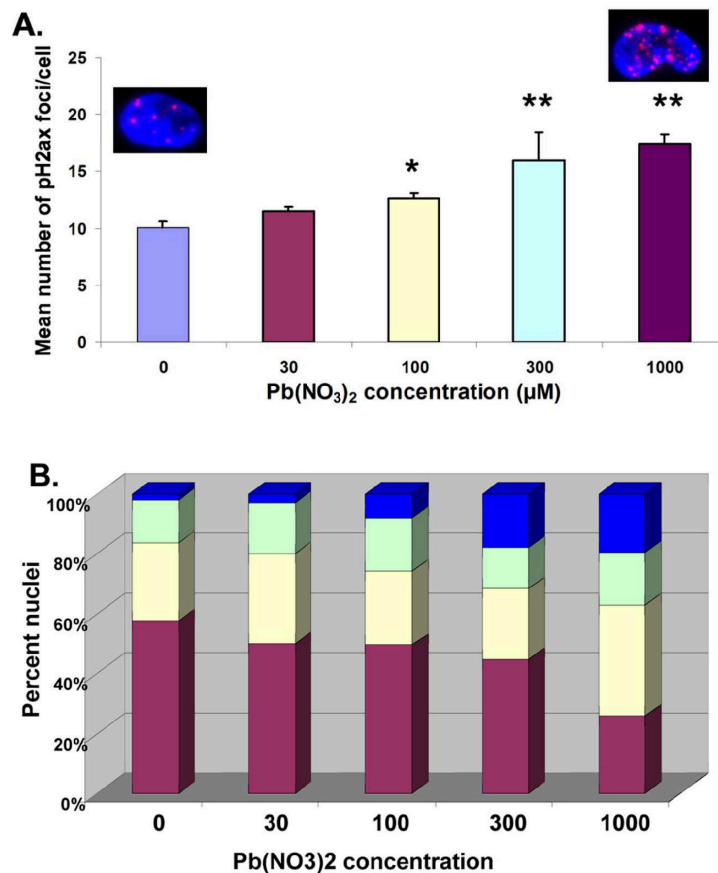 A.
Mean number of pH2ax foci/cell
25
20
15
10
5
0
*
**
**
0 30 100 300 1000
Pb(NO₃)₂ concentration (µM)
B.
Percent nuclei
100%
80%
60%
40%
20%
0%
0 30 100 300 1000
Pb(NO3)2 concentration